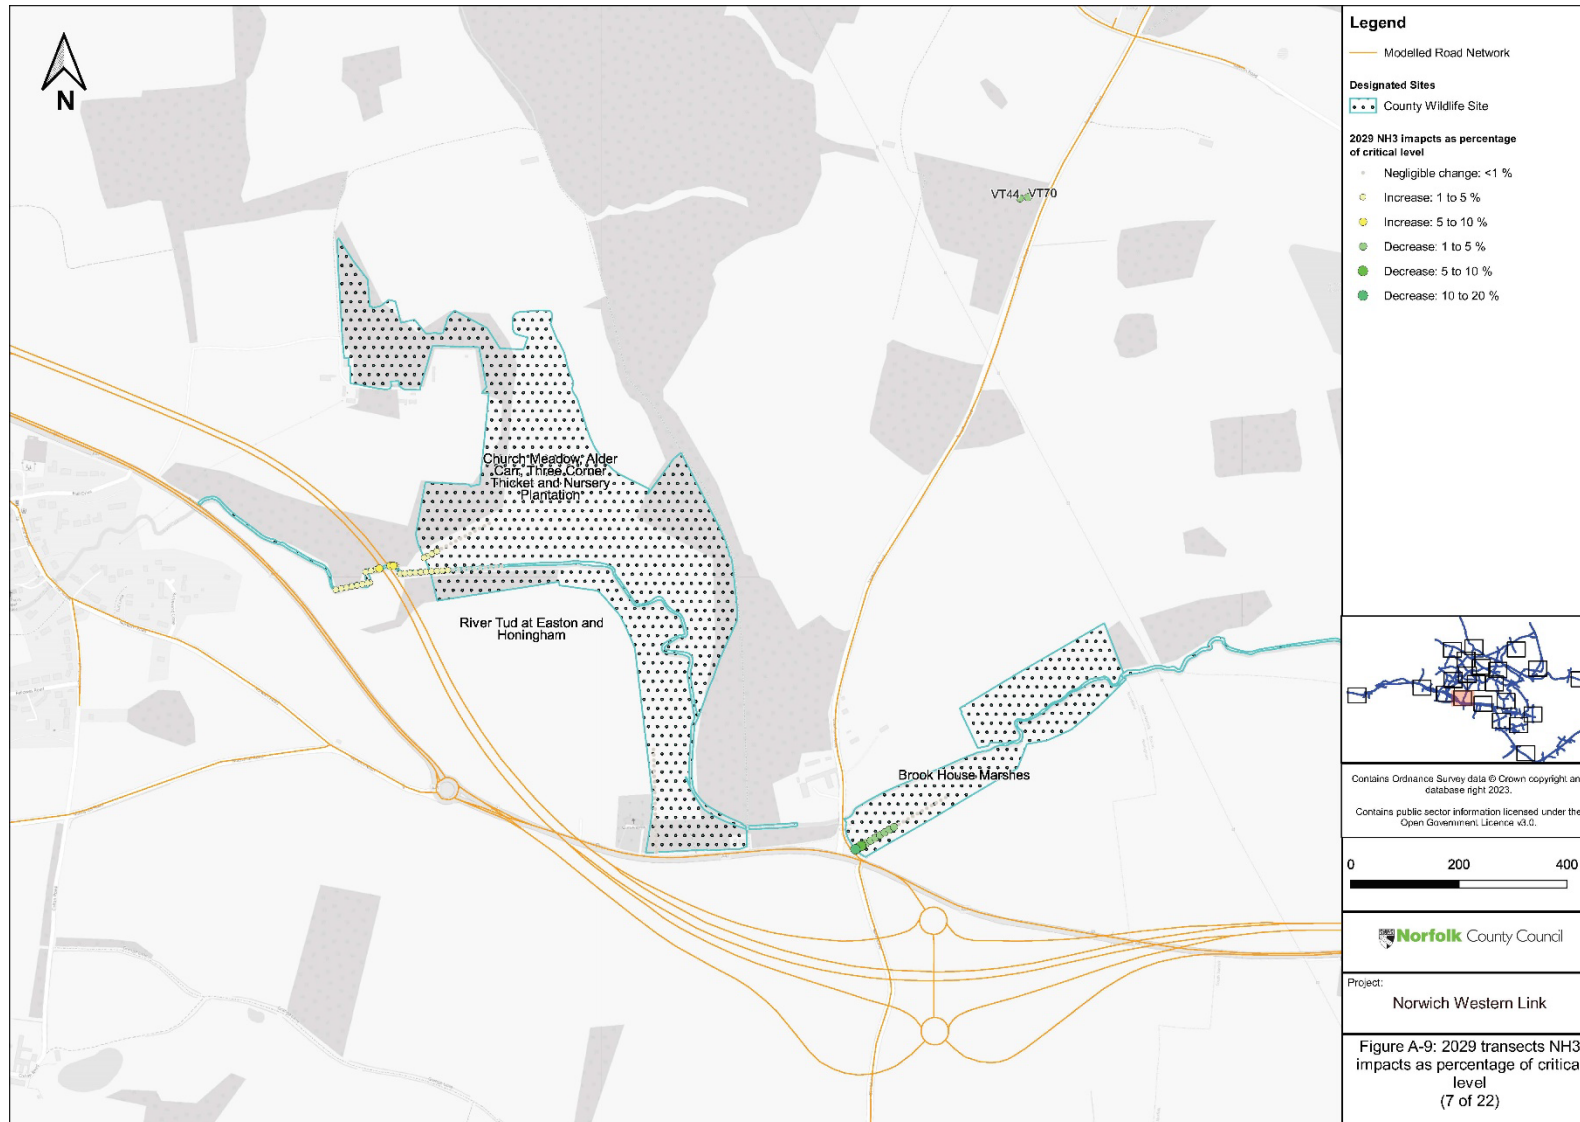 N
VT44
VT70
Church Meadow, Alder
Carr, Three Corner
Thicket and Nursery
Plantation
River Tud at Easton and
Honingham
Brook House Marshes
Legend
Modelled Road Network
Designated Sites
County Wildlife Site
2029 NH3 imapcts as percentage
of critical level
Negligible change: <1 %
Increase: 1 to 5 %
Increase: 5 to 10 %
Decrease: 1 to 5 %
Decrease: 5 to 10 %
Decrease: 10 to 20 %
Contains Ordnance Survey data © Crown copyright an
database right 2023.
Contains public sector information licensed under the
Open Government Licence v3.0.
0 200 400
Norfolk County Council
Project:
Norwich Western Link
Figure A-9: 2029 transects NH3
impacts as percentage of critica
level
(7 of 22)